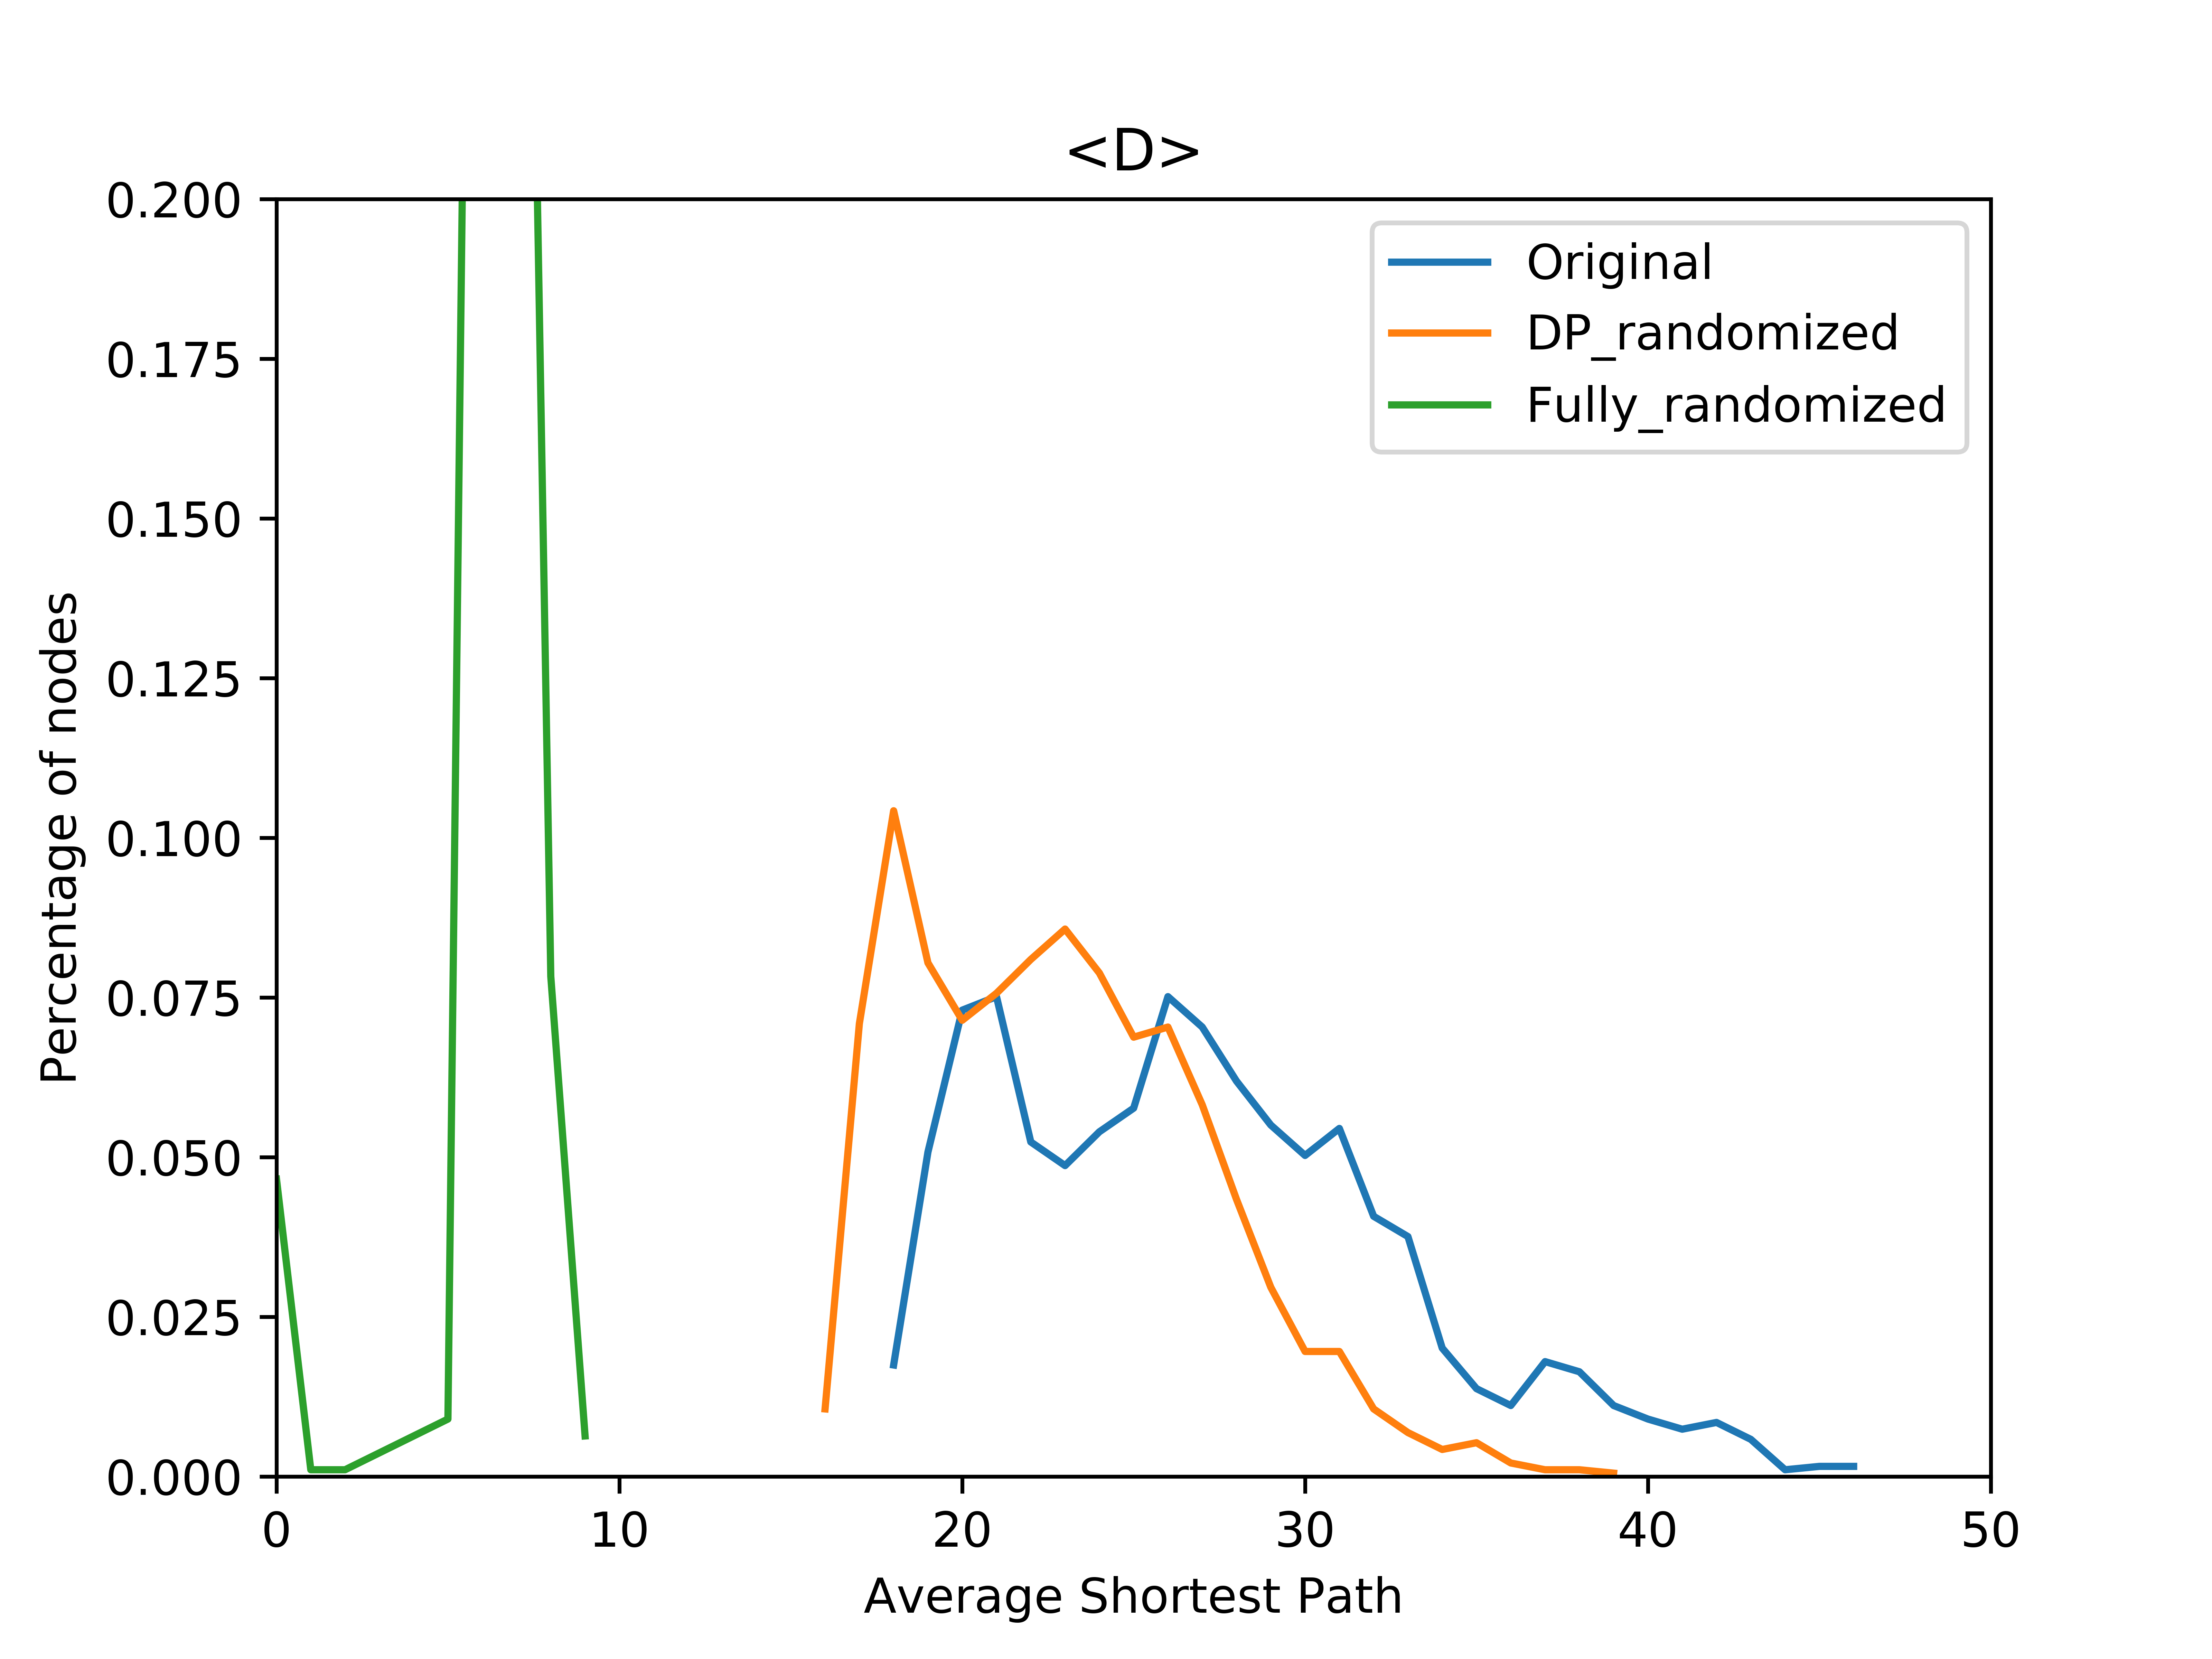 <D>
0.200
0.175
0.150
0.125
0.100
0.075
0.050
0.025
0.000
Percentage of nodes
Original
DP_randomized
Fully_randomized
0 10 20 30 40 50
Average Shortest Path